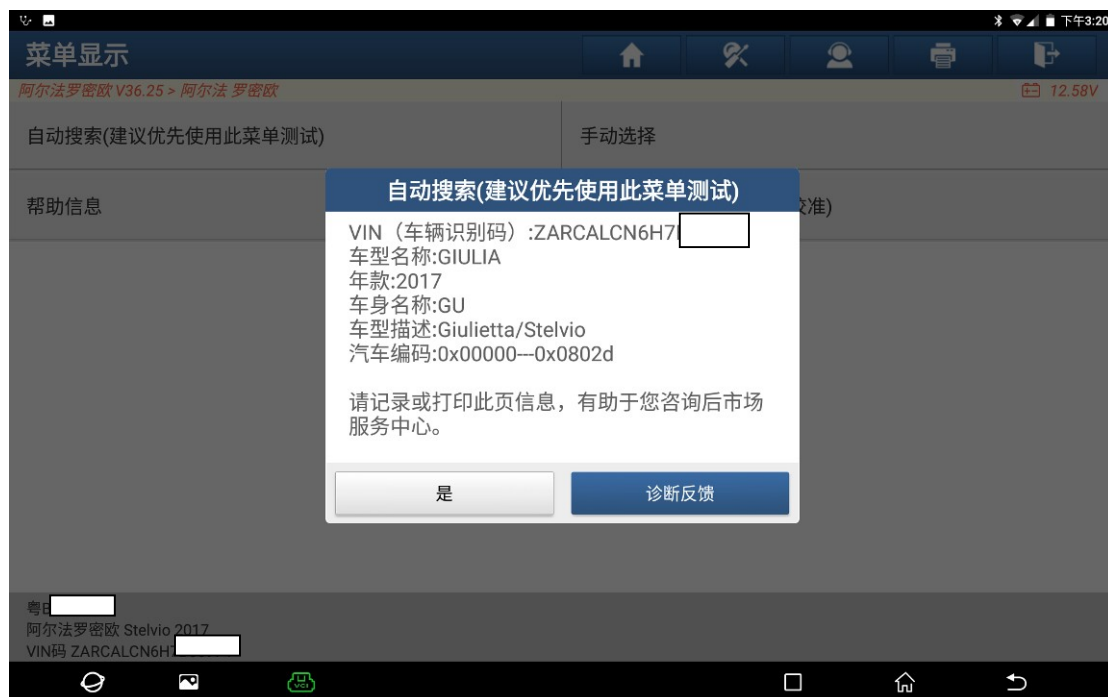 下午3:20
菜单显示
阿尔法罗密欧 V36.25 > 阿尔法 罗密欧
12.58V
自动搜索(建议优先使用此菜单测试)
手动选择
帮助信息
校准)
自动搜索(建议优先使用此菜单测试)
VIN（车辆识别码）:ZARCALCN6H7
车型名称:GIULIA
年款:2017
车身名称:GU
车型描述:Giulietta/Stelvio
汽车编码:0x00000---0x0802d
请记录或打印此页信息，有助于您咨询后市场
服务中心。
是
诊断反馈
粤B
阿尔法罗密欧 Stelvio 2017
VIN码 ZARCALCN6H7
VCI